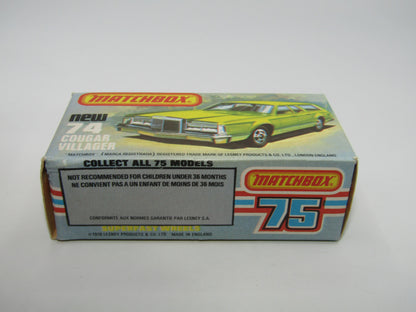 MATCHBOX
new
74
COUGAR
VILLAGER
"MATCHBOX" (MARCA REGISTRADA) REGISTERED TRADE MARK OF LESNEY PRODUCTS & CO. LTD., LONDON, ENGLAND.
COLLECT ALL 75 MODELS
NOT RECOMMENDED FOR CHILDREN UNDER 36 MONTHS
NE CONVIENT PAS A UN ENFANT DE MOINS DE 36 MOIS
CONFORMITE AUX NORMES GARANTIE PAR LESNEY S.A.
SUPERFAST WHEELS
© 1978 LESNEY PRODUCTS & CO. LTD. MADE IN ENGLAND
MATCHBOX
75